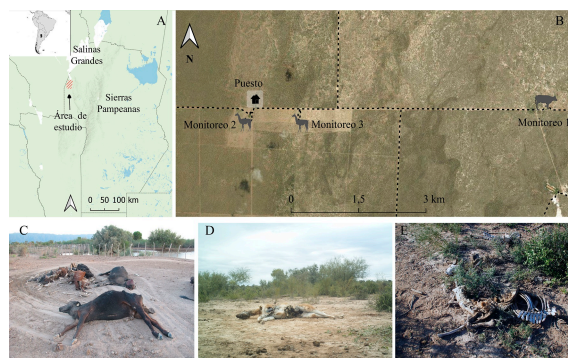 A
Salinas
Grandes
Sierras
Pampeanas
Área de
estudio
0 50 100 km
B
N
Puesto
Monitoreo 2
Monitoreo 3
Monitoreo 1
0 1,5 3 km
C
D
E